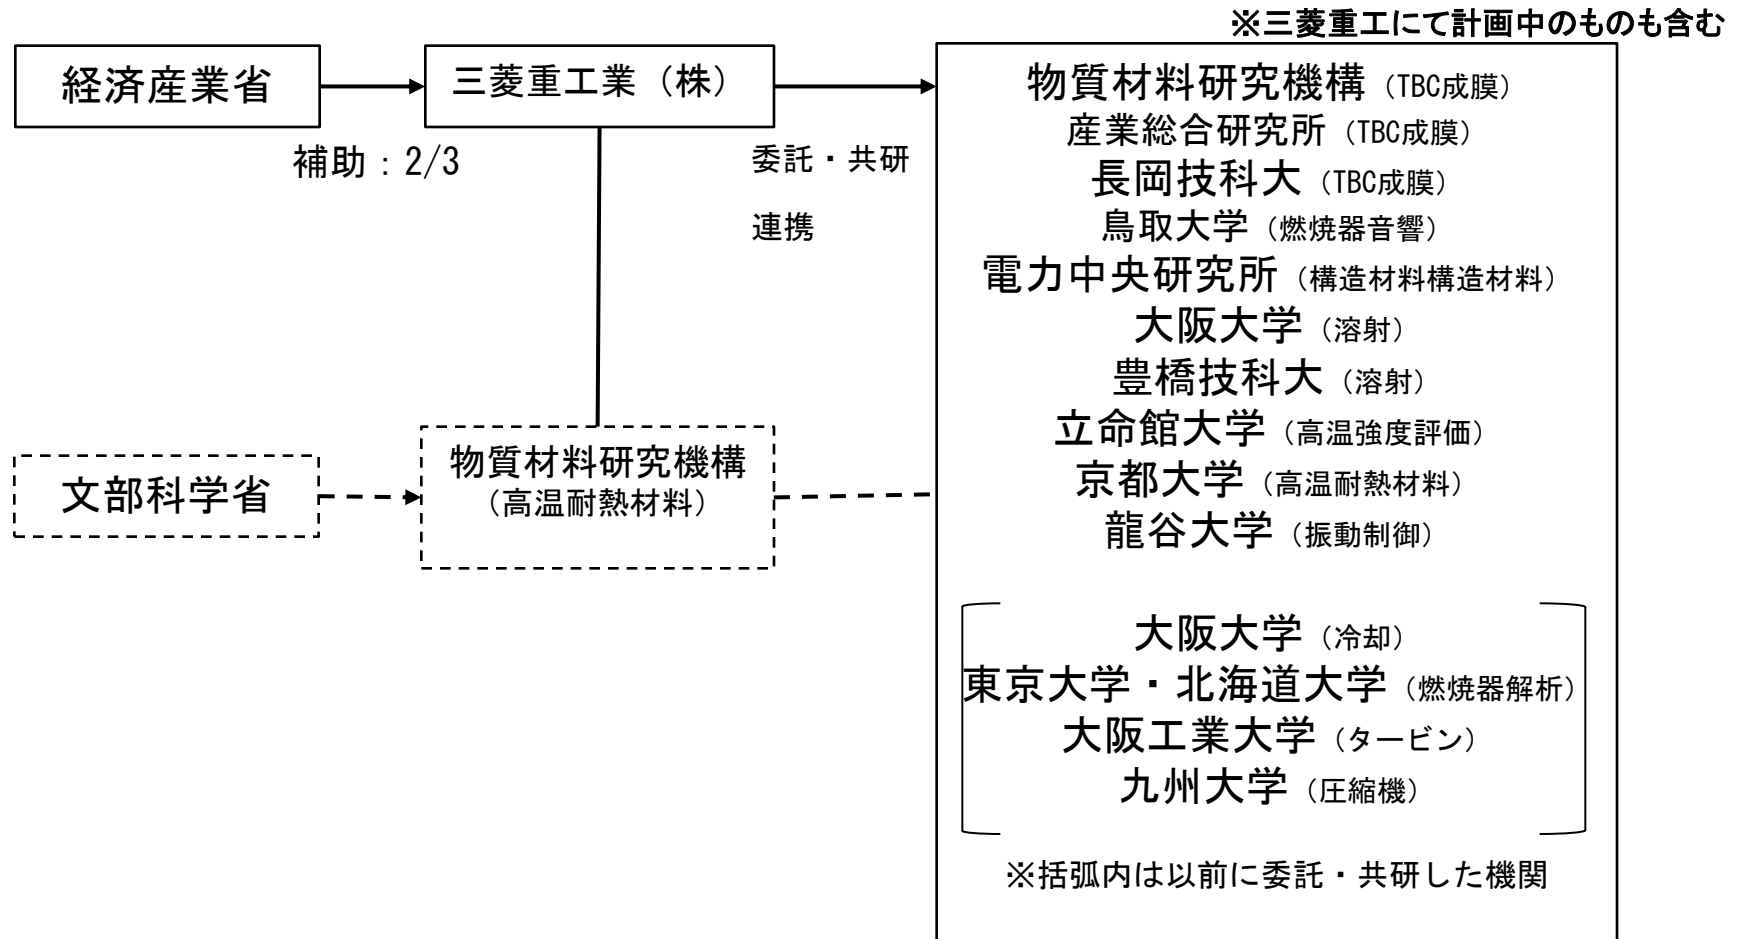 ※三菱重工にて計画中のものも含む
経済産業省
三菱重工業（株）
補助：2/3
委託・共研
連携
文部科学省
物質材料研究機構
（高温耐熱材料）
物質材料研究機構（TBC成膜）
産業総合研究所（TBC成膜）
長岡技科大（TBC成膜）
鳥取大学（燃焼器音響）
電力中央研究所（構造材料構造材料）
大阪大学（溶射）
豊橋技科大（溶射）
立命館大学（高温強度評価）
京都大学（高温耐熱材料）
龍谷大学（振動制御）
大阪大学（冷却）
東京大学・北海道大学（燃焼器解析）
大阪工業大学（タービン）
九州大学（圧縮機）
※括弧内は以前に委託・共研した機関